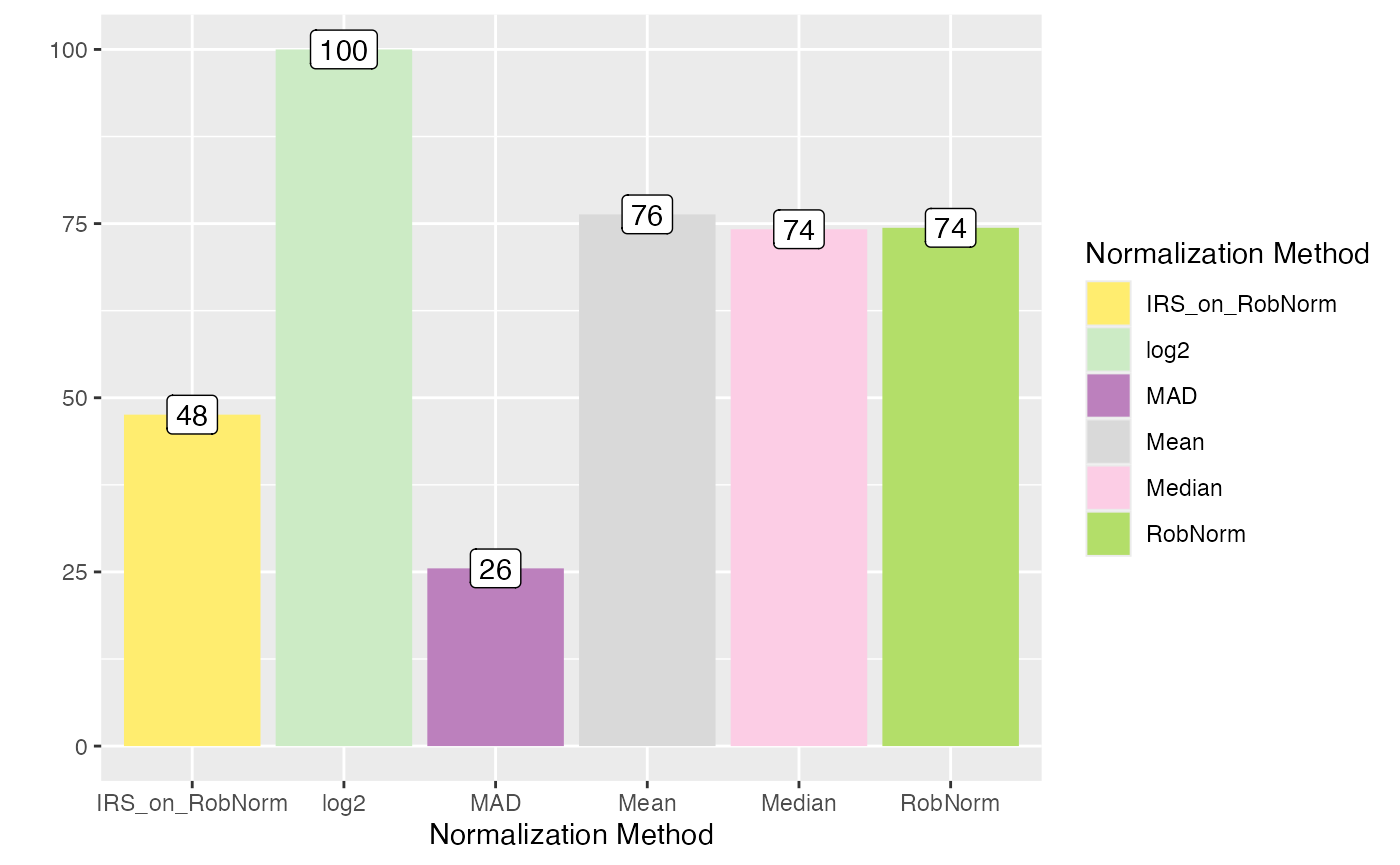 100
75
50
25
0
48
100
26
76
74
74
IRS_on_RobNorm
log2
MAD
Mean
Median
RobNorm
Normalization Method
Normalization Method
IRS_on_RobNorm
log2
MAD
Mean
Median
RobNorm